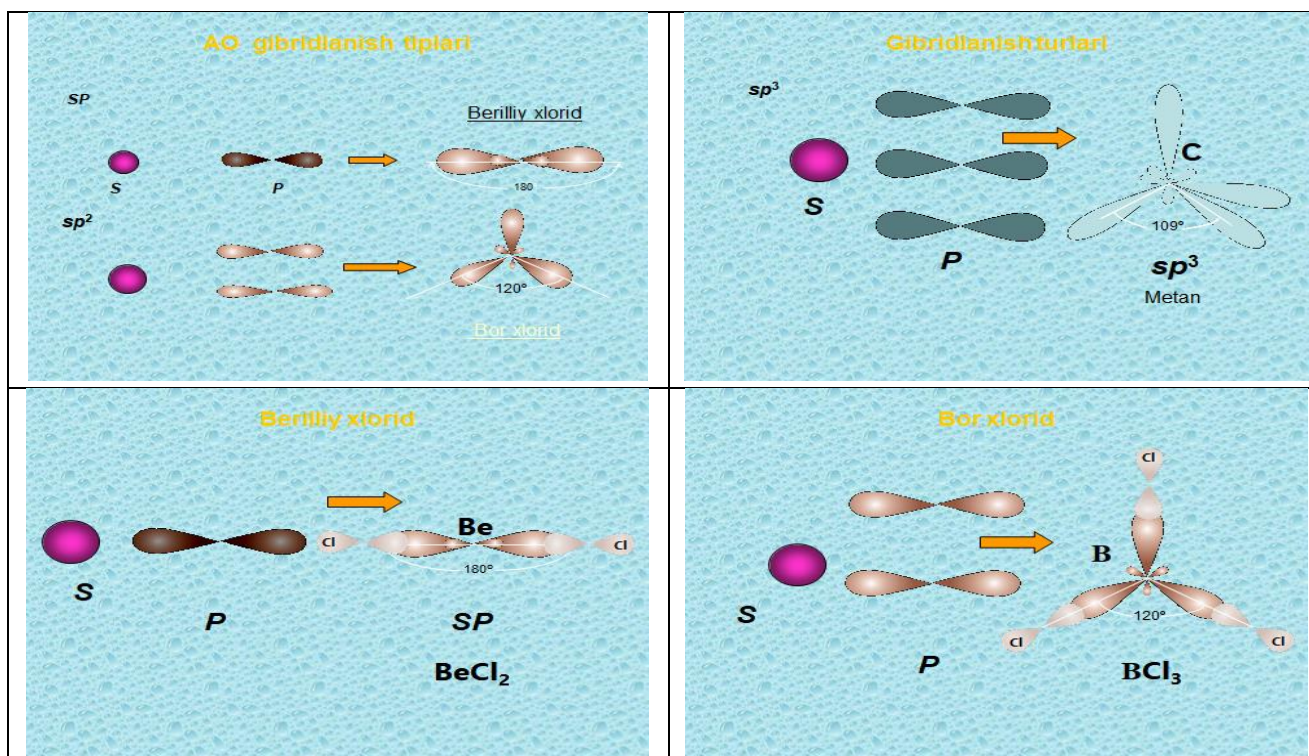 AO gibridlanish tiplari
SP
Berilliy xlorid
S
P
180
sp²
120°
Bor xlorid
Gibridlanish turlari
sp³
S
P
C
109°
sp³
Metan
Berilliy xlorid
Be
Cl
Cl
180°
S
P
SP
BeCl₂
Bor xlorid
Cl
B
S
120°
Cl
Cl
P
BCl₃